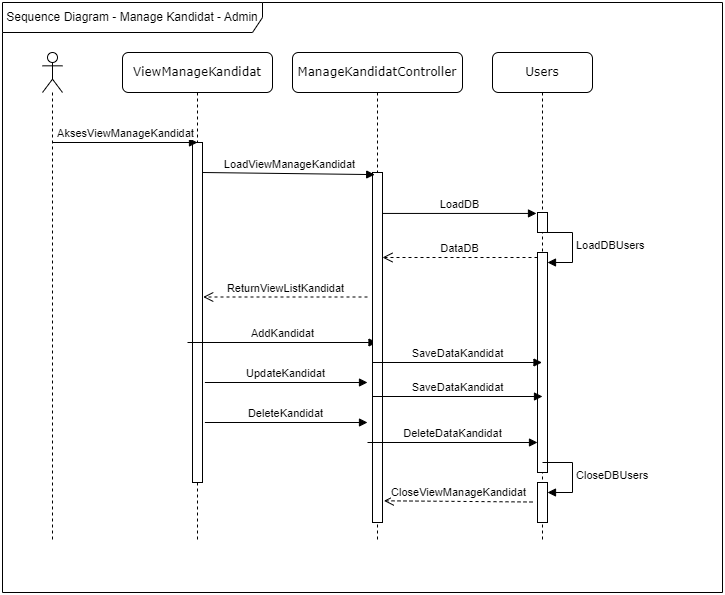 Sequence Diagram - Manage Kandidat - Admin
ViewManageKandidat
ManageKandidatController
Users
AksesViewManageKandidat
LoadViewManageKandidat
LoadDB
LoadDBUsers
DataDB
ReturnViewListKandidat
AddKandidat
SaveDataKandidat
UpdateKandidat
SaveDataKandidat
DeleteKandidat
DeleteDataKandidat
CloseDBUsers
CloseViewManageKandidat